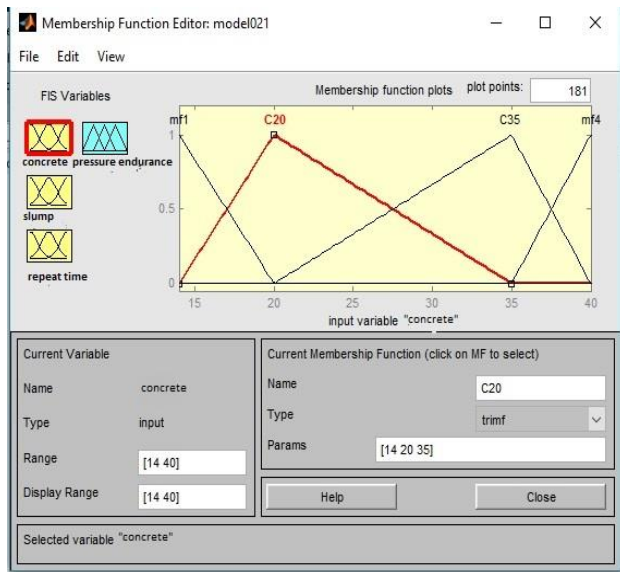 Membership Function Editor: model021
File Edit View
FIS Variables
Membership function plots plot points: 181
concrete pressure endurance
slump
repeat time
mf1 C20 C35 mf4
1
0.5
0
15 20 25 30 35 40
input variable "concrete"
Current Variable
Name concrete
Type input
Range [14 40]
Display Range [14 40]
Current Membership Function (click on MF to select)
Name C20
Type trimf
Params [14 20 35]
Help Close
Selected variable "concrete"